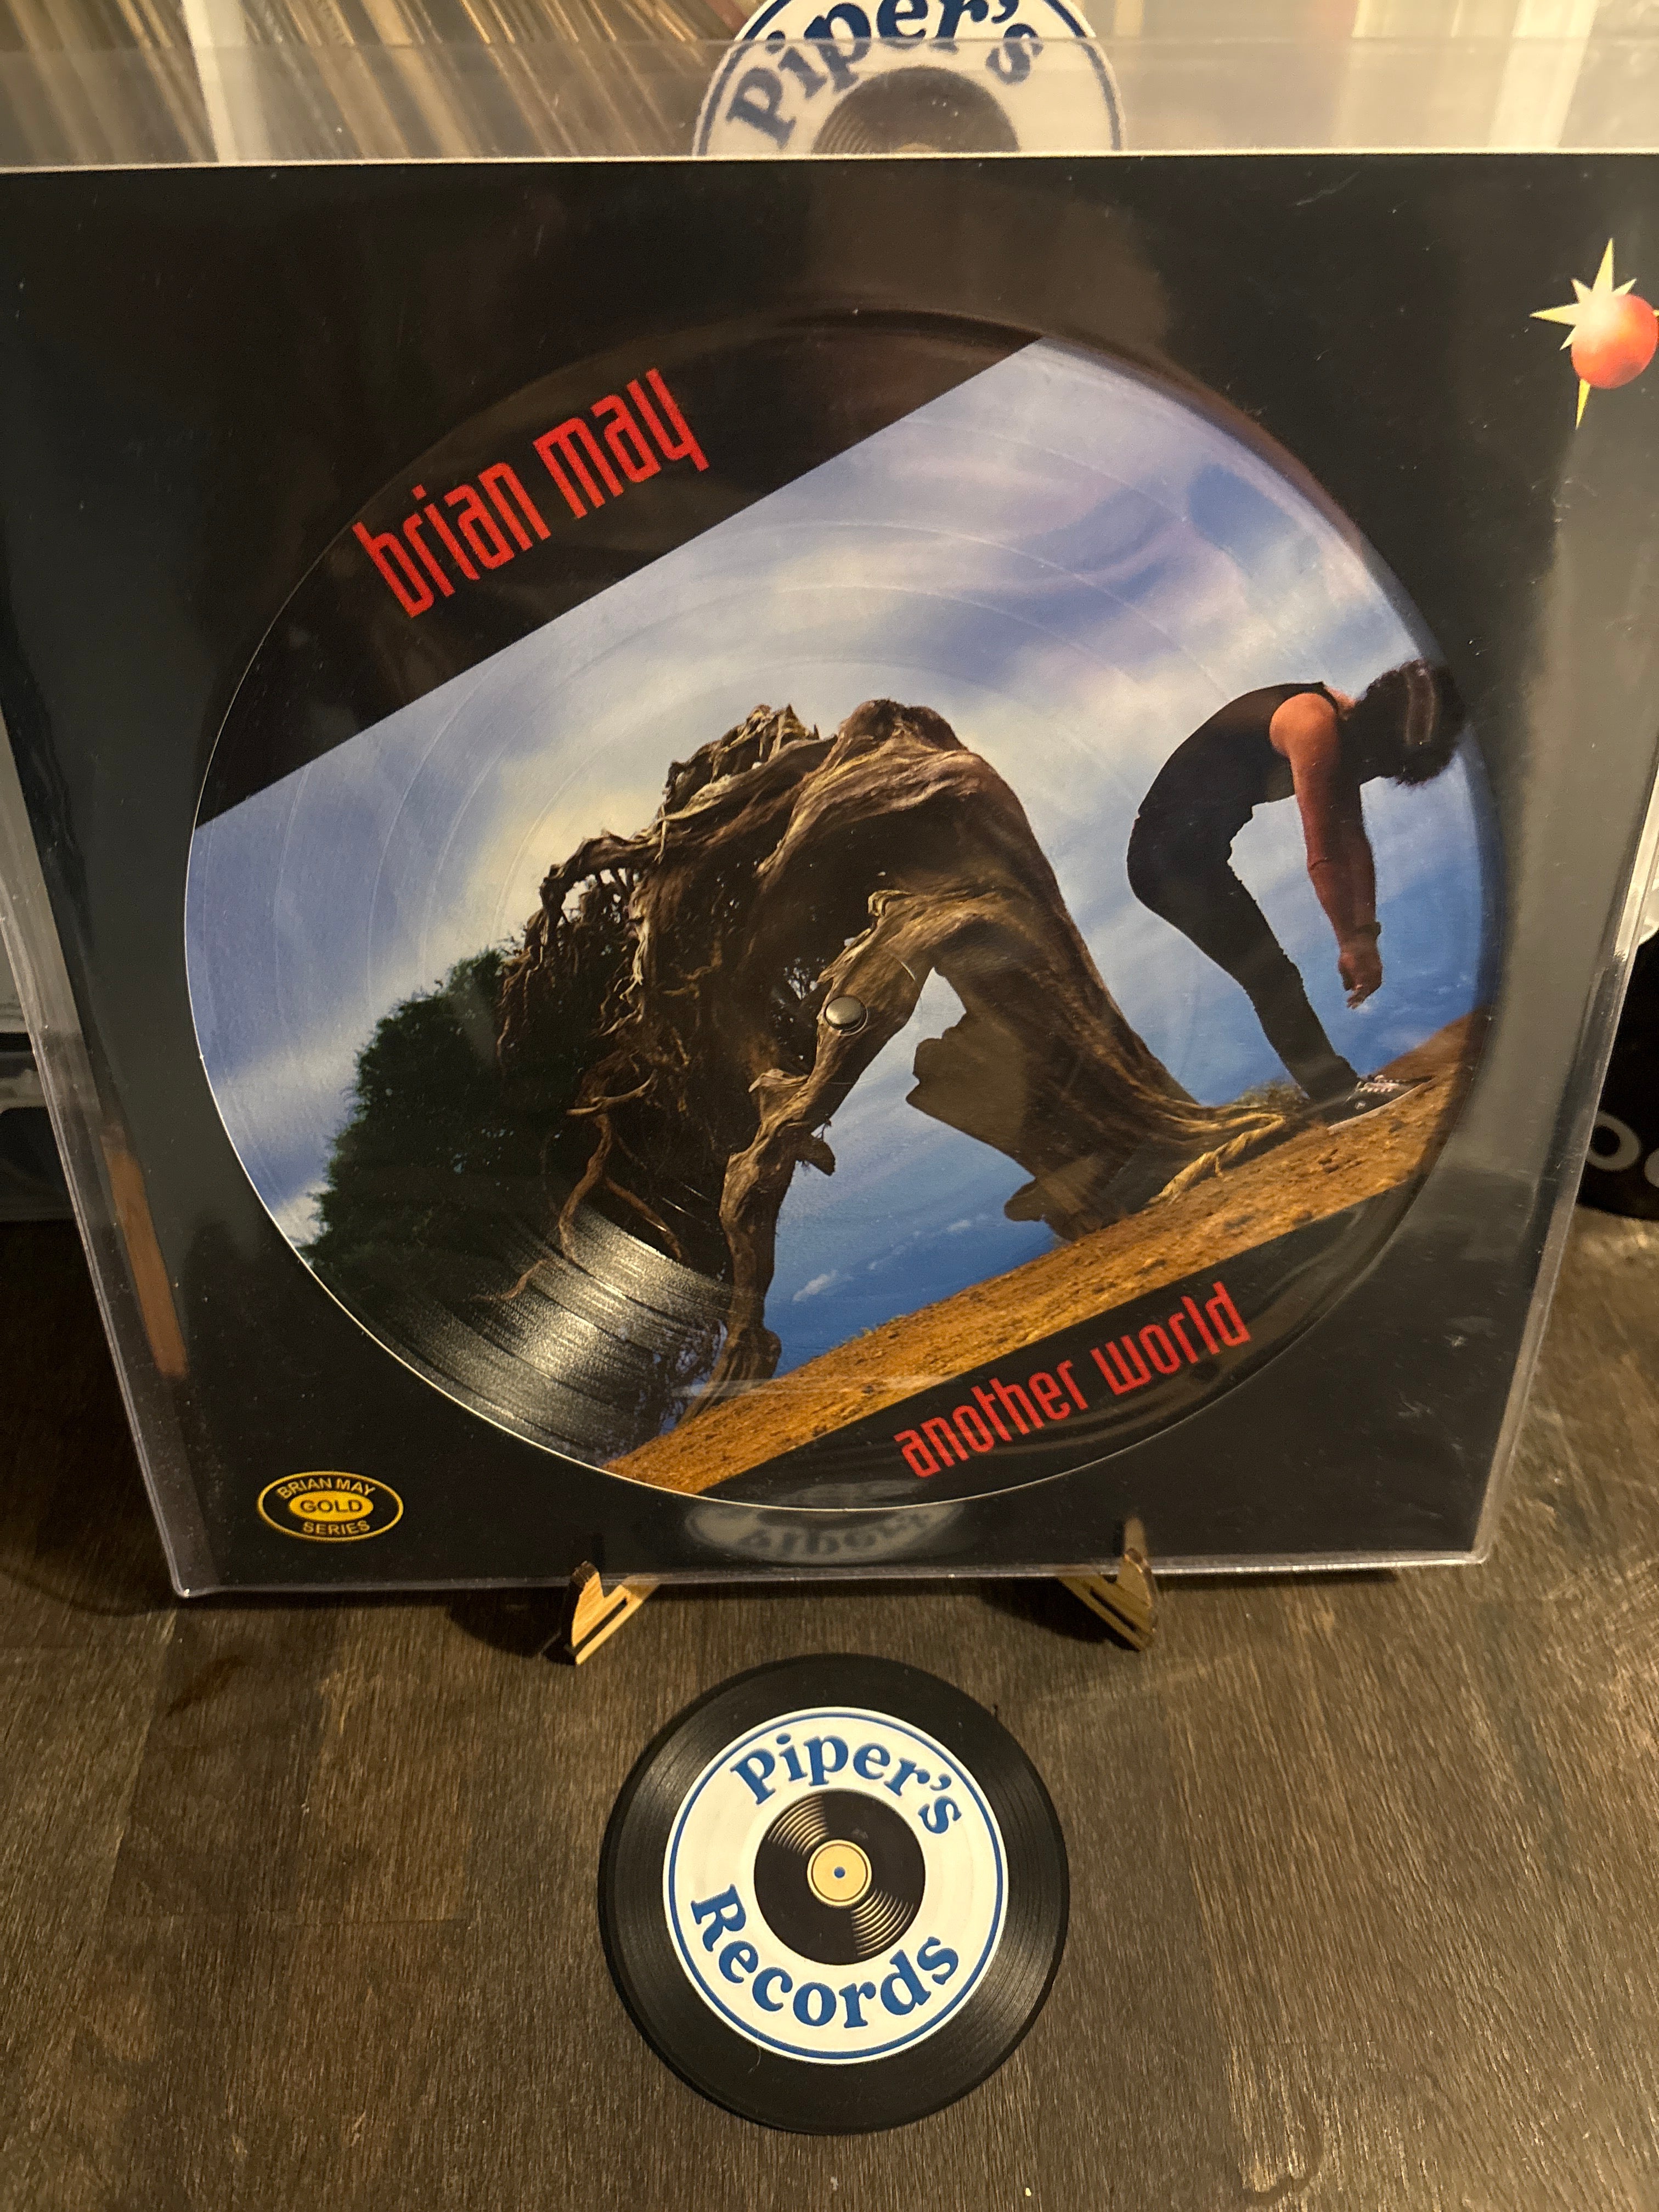 Piper's
brian may
another world
BRIAN MAY
GOLD
SERIES
Piper's
Records